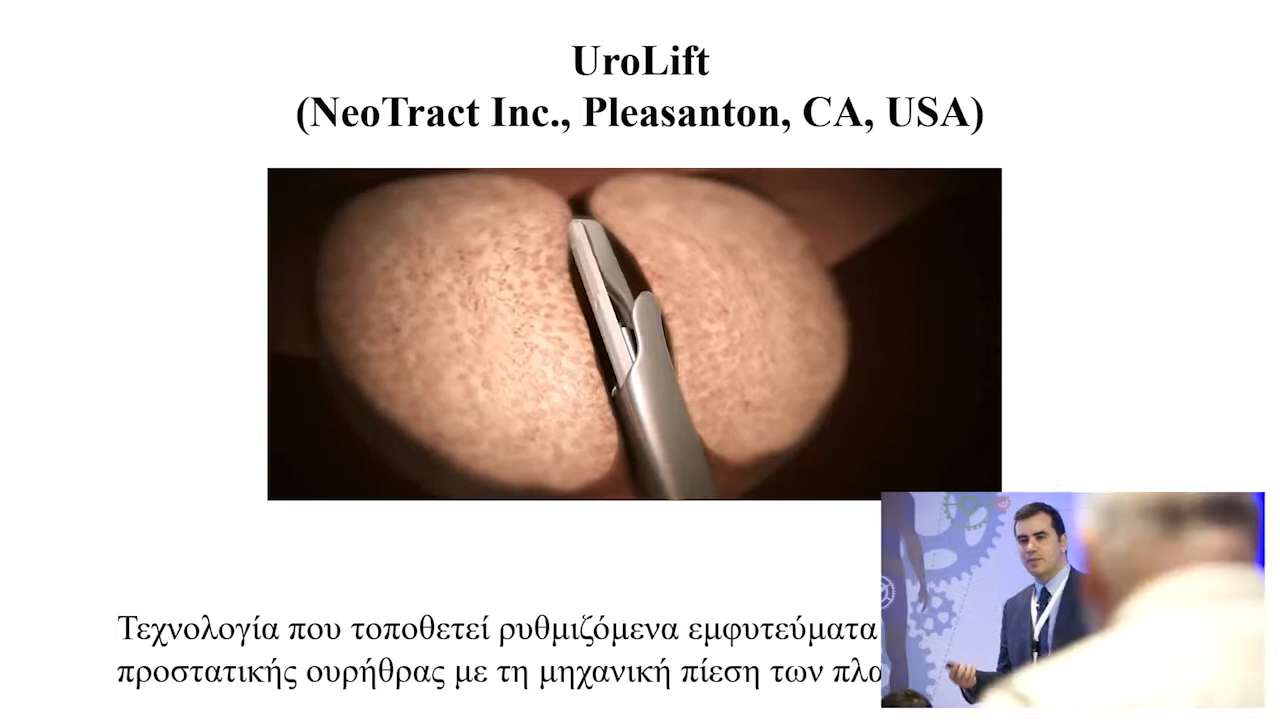 UroLift
(NeoTract Inc., Pleasanton, CA, USA)
Τεχνολογία που τοποθετεί ρυθμιζόμενα εμφυτεύματα
προστατικής ουρήθρας με τη μηχανική πίεση των